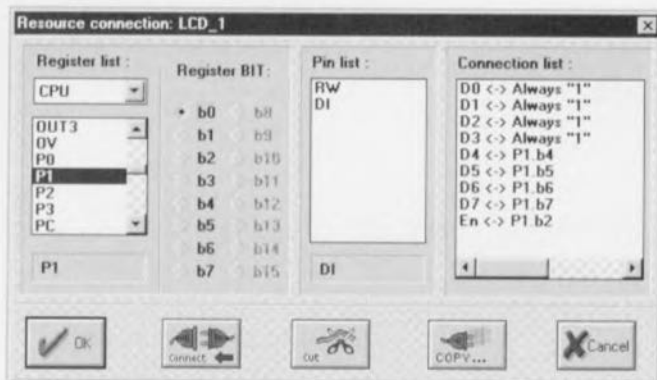 Resource connection: LCD_1
Register list :
CPU
OUT3
OV
P0
P1
P2
P3
PC
P1
Register BIT:
b0 b8
b1 b9
b2 b10
b3 b11
b4 b12
b5 b13
b6 b14
b7 b15
Pin list :
RW
DI
DI
Connection list :
D0 <-> Always "1"
D1 <-> Always "1"
D2 <-> Always "1"
D3 <-> Always "1"
D4 <-> P1.b4
D5 <-> P1.b5
D6 <-> P1.b6
D7 <-> P1.b7
En <-> P1.b2
OK
Connect
Cut
COPY...
Cancel